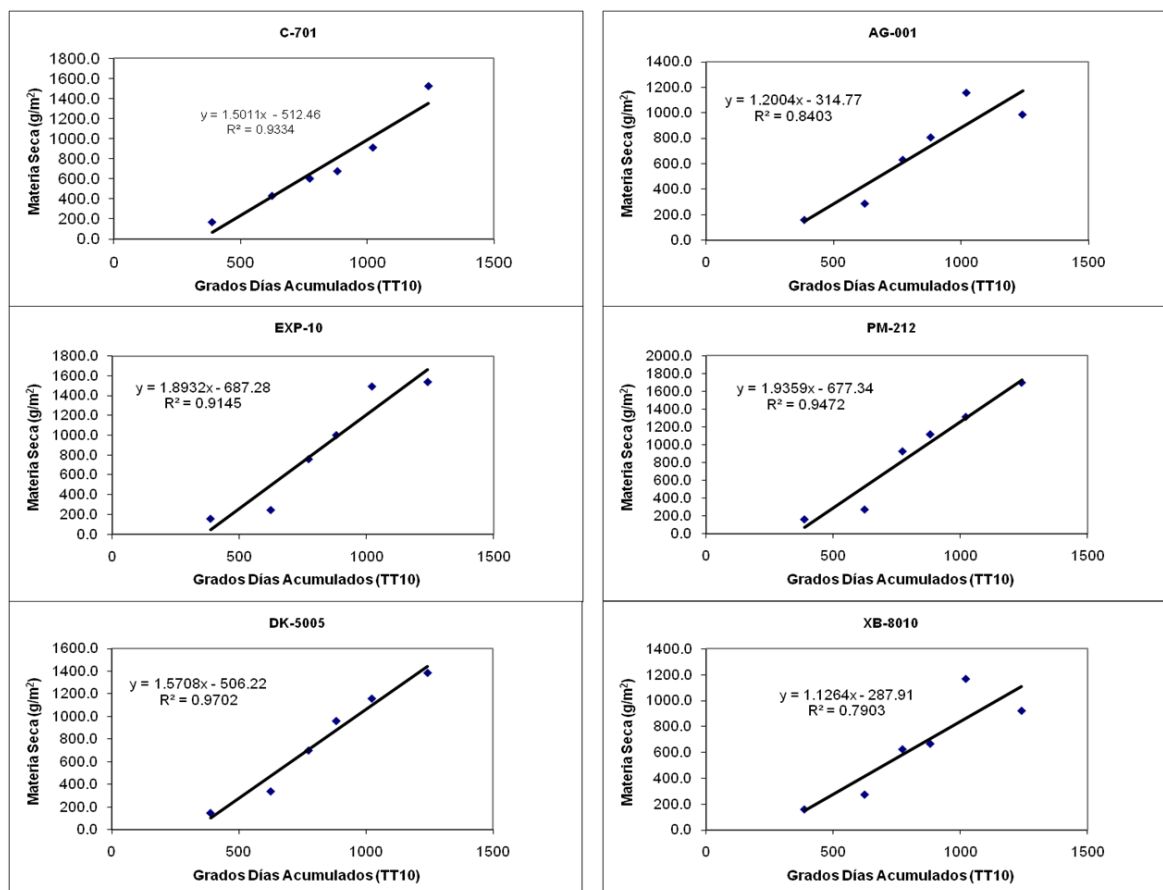 C-701
1800.0
1600.0
1400.0
1200.0
1000.0
800.0
600.0
400.0
200.0
0.0
Materia Seca (g/m²)
y = 1.5011x - 512.46
R² = 0.9334
0 500 1000 1500
Grados Días Acumulados (TT10)
AG-001
1400.0
1200.0
1000.0
800.0
600.0
400.0
200.0
0.0
Materia Seca (g/m²)
y = 1.2004x - 314.77
R² = 0.8403
0 500 1000 1500
Grados Días Acumulados (TT10)
EXP-10
1800.0
1600.0
1400.0
1200.0
1000.0
800.0
600.0
400.0
200.0
0.0
Materia Seca (g/m²)
y = 1.8932x - 687.28
R² = 0.9145
0 500 1000 1500
Grados Días Acumulados (TT10)
PM-212
2000.0
1800.0
1600.0
1400.0
1200.0
1000.0
800.0
600.0
400.0
200.0
0.0
Materia Seca (g/m²)
y = 1.9359x - 677.34
R² = 0.9472
0 500 1000 1500
Grados Días Acumulados (TT10)
DK-5005
1600.0
1400.0
1200.0
1000.0
800.0
600.0
400.0
200.0
0.0
Materia Seca (g/m²)
y = 1.5708x - 506.22
R² = 0.9702
0 500 1000 1500
Grados Días Acumulados (TT10)
XB-8010
1400.0
1200.0
1000.0
800.0
600.0
400.0
200.0
0.0
Materia Seca (g/m²)
y = 1.1264x - 287.91
R² = 0.7903
0 500 1000 1500
Grados Días Acumulados (TT10)